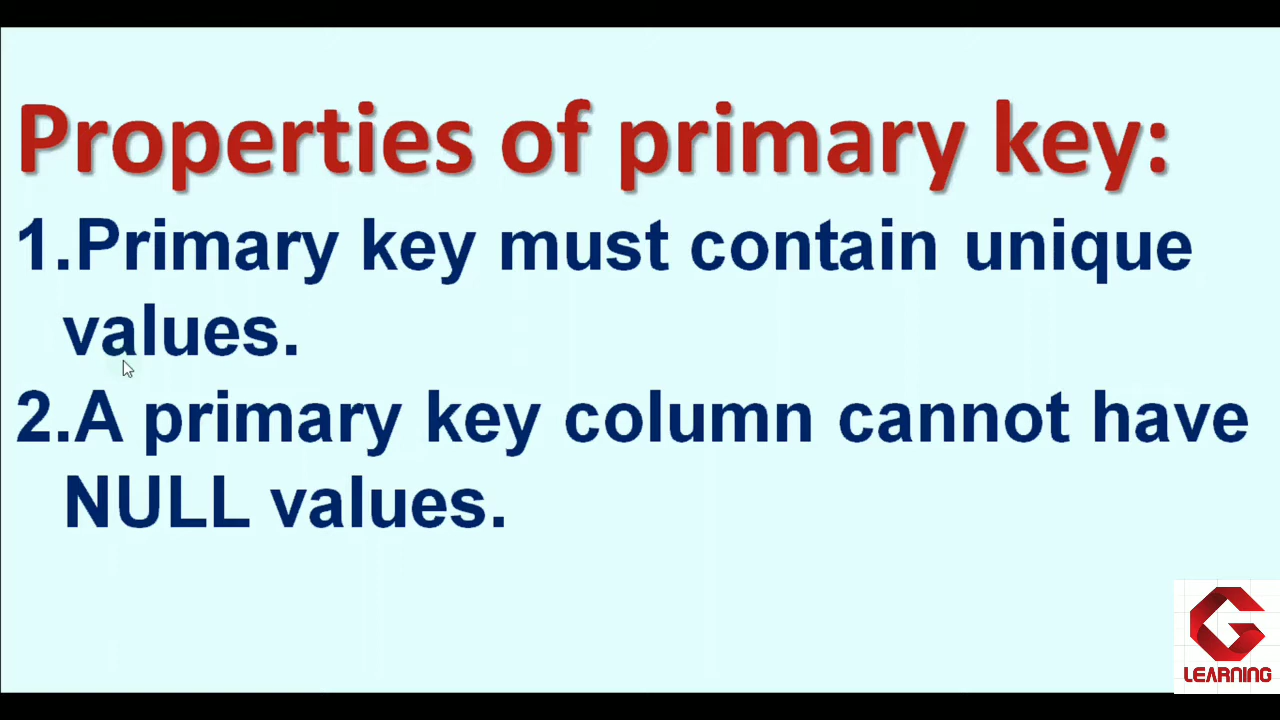 Properties of primary key:
1.Primary key must contain unique
values.
2.A primary key column cannot have
NULL values.
LEARNING